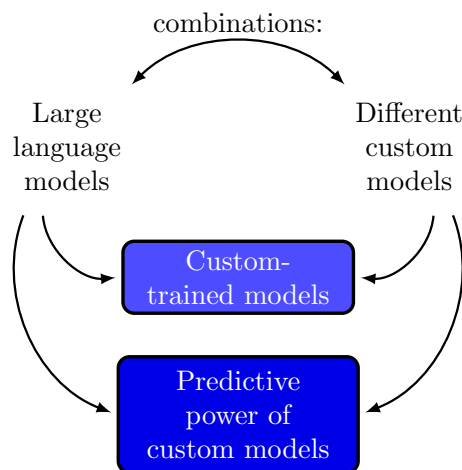 combinations:
Large
language
models
Different
custom
models
Custom-
trained models
Predictive
power of
custom models